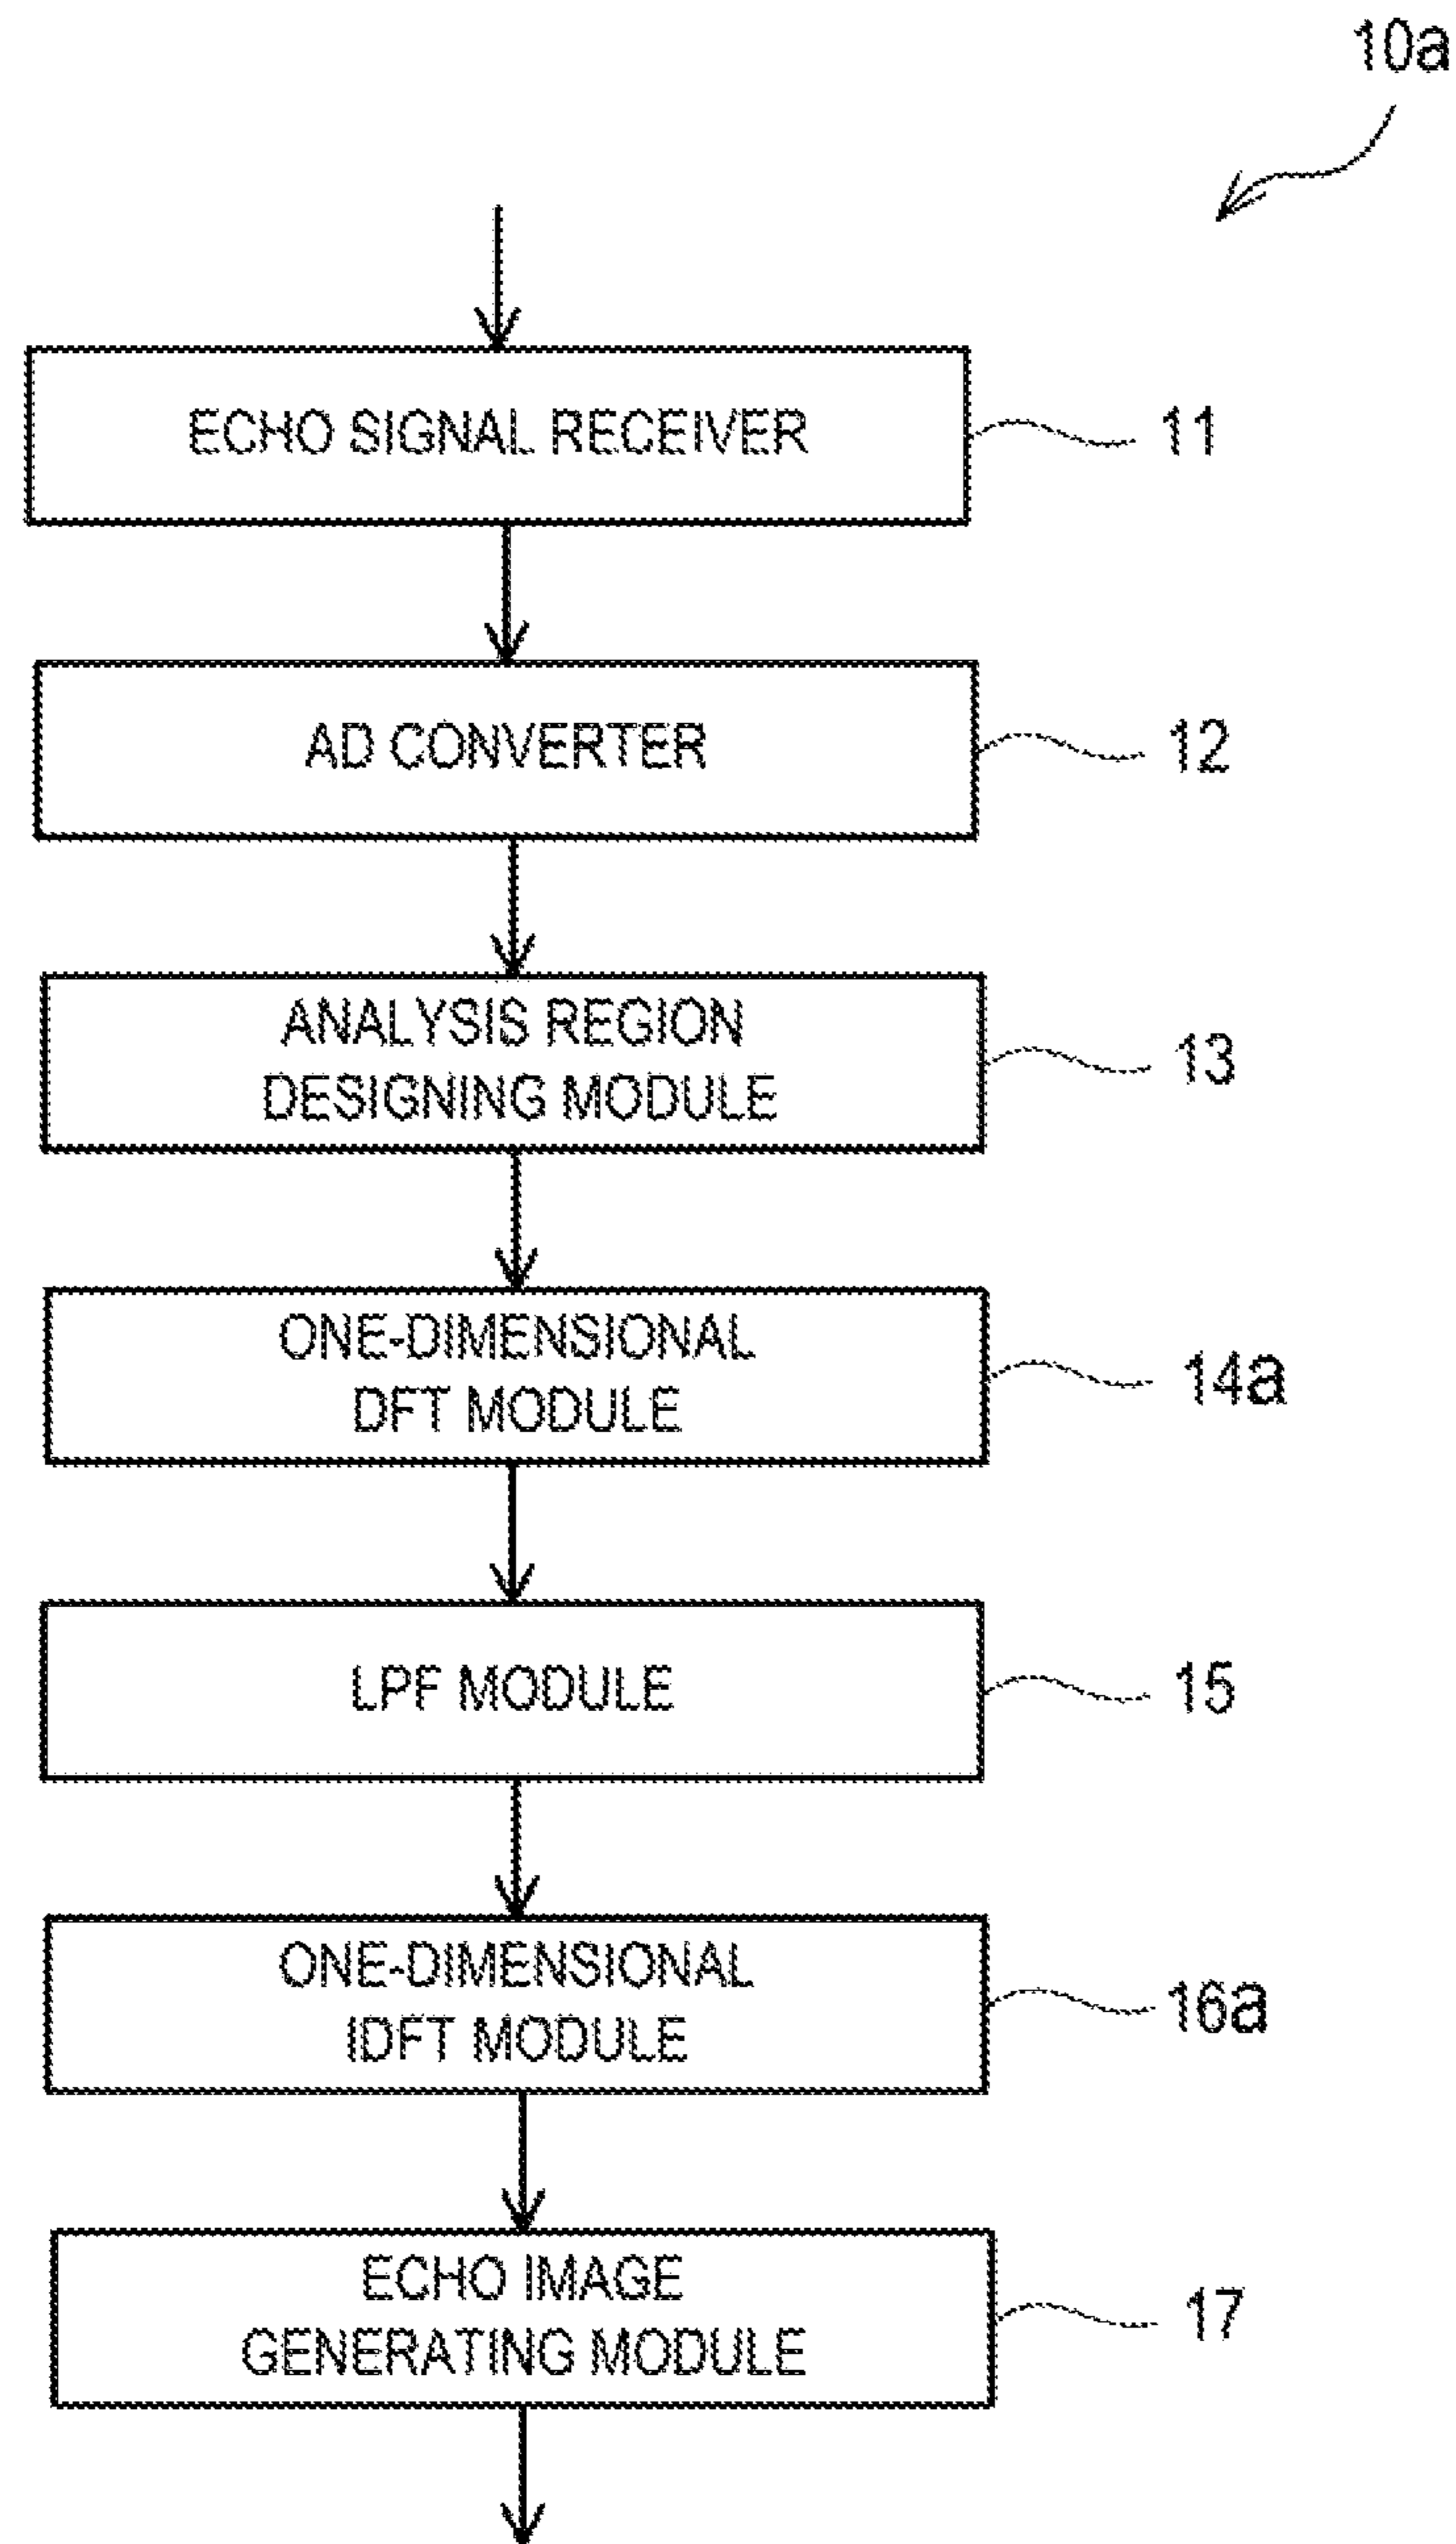 10a
ECHO SIGNAL RECEIVER
11
AD CONVERTER
12
ANALYSIS REGION
DESIGNING MODULE
13
ONE-DIMENSIONAL
DFT MODULE
14a
LPF MODULE
15
ONE-DIMENSIONAL
IDFT MODULE
16a
ECHO IMAGE
GENERATING MODULE
17